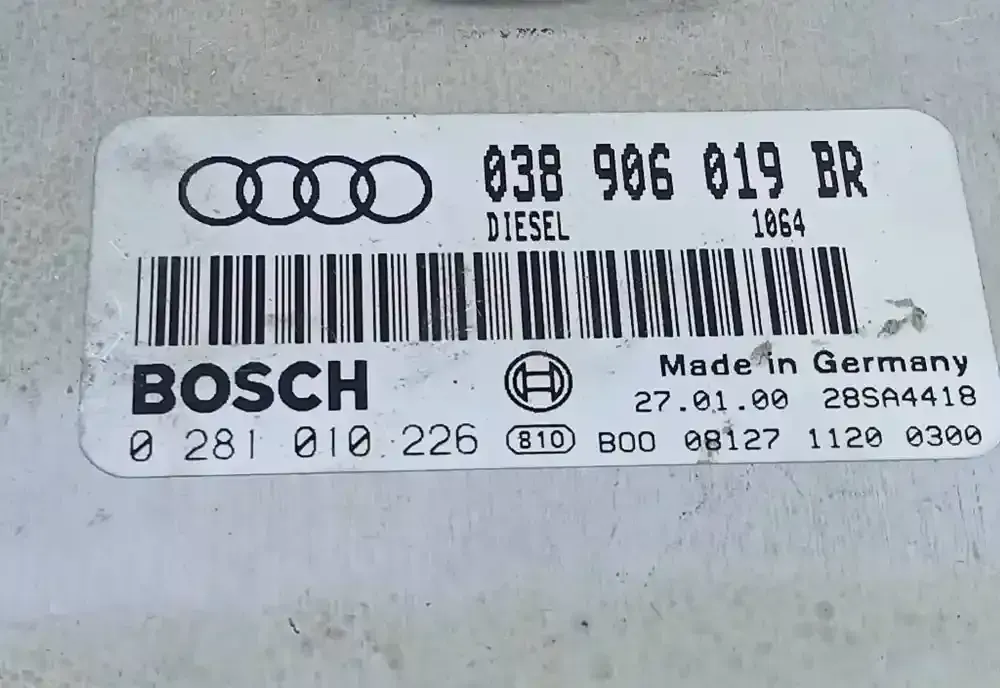 038 906 019 BR
DIESEL 1064
BOSCH
Made in Germany
27.01.00 28SA4418
0 281 010 226 810 B00 08127 1120 0300